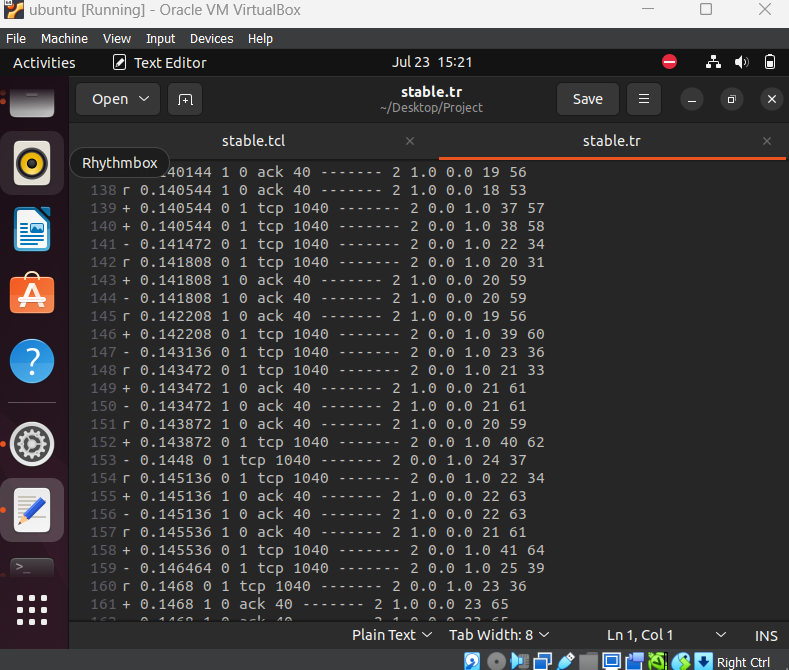 ubuntu [Running] - Oracle VM VirtualBox
File Machine View Input Devices Help
Activities Text Editor Jul 23 15:21
Open stable.tr Save
~/Desktop/Project
stable.tcl stable.tr
Rhythmbox
.140144 1 0 ack 40 ------- 2 1.0 0.0 19 56
138 r 0.140544 1 0 ack 40 ------- 2 1.0 0.0 18 53
139 + 0.140544 0 1 tcp 1040 ------- 2 0.0 1.0 37 57
140 + 0.140544 0 1 tcp 1040 ------- 2 0.0 1.0 38 58
141 - 0.141472 0 1 tcp 1040 ------- 2 0.0 1.0 22 34
142 r 0.141808 0 1 tcp 1040 ------- 2 0.0 1.0 20 31
143 + 0.141808 1 0 ack 40 ------- 2 1.0 0.0 20 59
144 - 0.141808 1 0 ack 40 ------- 2 1.0 0.0 20 59
145 r 0.142208 1 0 ack 40 ------- 2 1.0 0.0 19 56
146 + 0.142208 0 1 tcp 1040 ------- 2 0.0 1.0 39 60
147 - 0.143136 0 1 tcp 1040 ------- 2 0.0 1.0 23 36
148 r 0.143472 0 1 tcp 1040 ------- 2 0.0 1.0 21 33
149 + 0.143472 1 0 ack 40 ------- 2 1.0 0.0 21 61
150 - 0.143472 1 0 ack 40 ------- 2 1.0 0.0 21 61
151 r 0.143872 1 0 ack 40 ------- 2 1.0 0.0 20 59
152 + 0.143872 0 1 tcp 1040 ------- 2 0.0 1.0 40 62
153 - 0.1448 0 1 tcp 1040 ------- 2 0.0 1.0 24 37
154 r 0.145136 0 1 tcp 1040 ------- 2 0.0 1.0 22 34
155 + 0.145136 1 0 ack 40 ------- 2 1.0 0.0 22 63
156 - 0.145136 1 0 ack 40 ------- 2 1.0 0.0 22 63
157 r 0.145536 1 0 ack 40 ------- 2 1.0 0.0 21 61
158 + 0.145536 0 1 tcp 1040 ------- 2 0.0 1.0 41 64
159 - 0.146464 0 1 tcp 1040 ------- 2 0.0 1.0 25 39
160 r 0.1468 0 1 tcp 1040 ------- 2 0.0 1.0 23 36
161 + 0.1468 1 0 ack 40 ------- 2 1.0 0.0 23 65
Plain Text Tab Width: 8 Ln 1, Col 1 INS
Right Ctrl